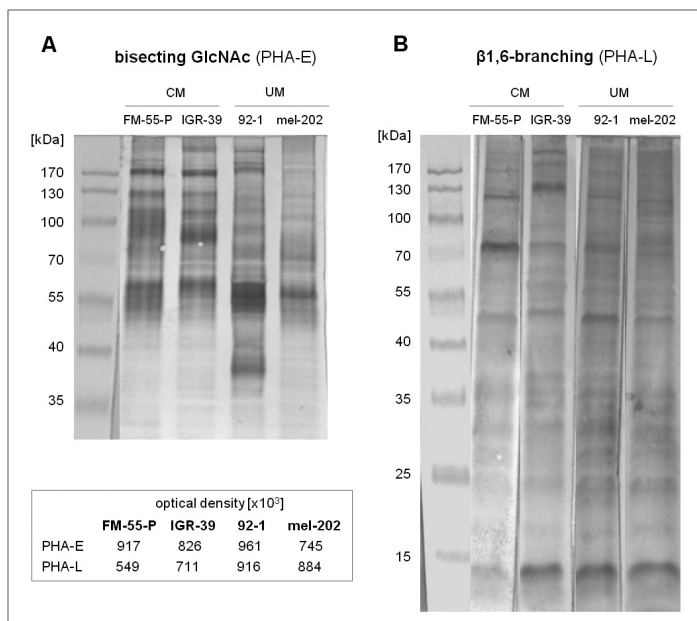 A
bisecting GlcNAc (PHA-E)
CM UM
FM-55-P IGR-39 92-1 mel-202
[kDa]
170
130
100
70
55
40
35
optical density [x10³]
FM-55-P IGR-39 92-1 mel-202
PHA-E 917 826 961 745
PHA-L 549 711 916 884
B
β1,6-branching (PHA-L)
CM UM
FM-55-P IGR-39 92-1 mel-202
[kDa]
170
130
100
70
55
40
35
25
15